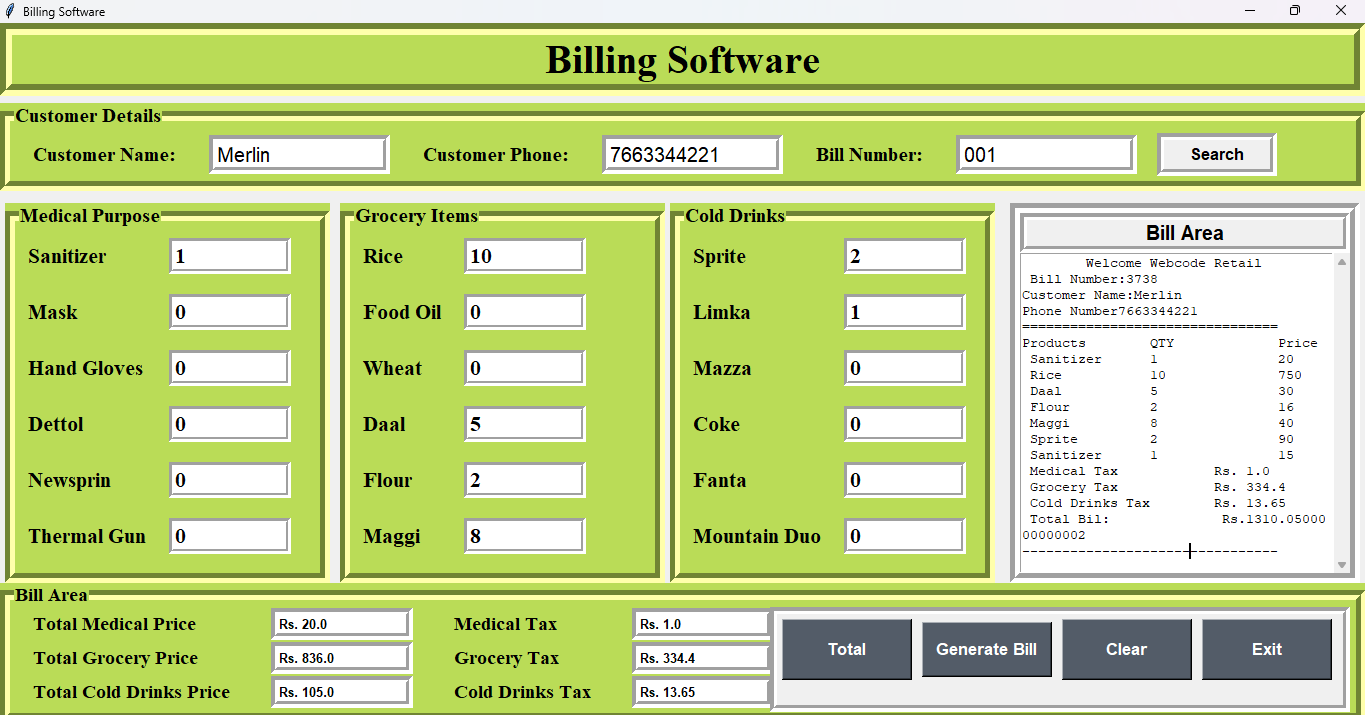 Billing Software
Billing Software
Customer Details
Customer Name: Merlin Customer Phone: 7663344221 Bill Number: 001 Search
Medical Purpose
Sanitizer 1
Mask 0
Hand Gloves 0
Dettol 0
Newsprin 0
Thermal Gun 0
Grocery Items
Rice 10
Food Oil 0
Wheat 0
Daal 5
Flour 2
Maggi 8
Cold Drinks
Sprite 2
Limka 1
Mazza 0
Coke 0
Fanta 0
Mountain Duo 0
Bill Area
Welcome Webcode Retail
Bill Number:3738
Customer Name:Merlin
Phone Number7663344221
================================
Products QTY Price
Sanitizer 1 20
Rice 10 750
Daal 5 30
Flour 2 16
Maggi 8 40
Sprite 2 90
Sanitizer 1 15
Medical Tax Rs. 1.0
Grocery Tax Rs. 334.4
Cold Drinks Tax Rs. 13.65
Total Bil: Rs.1310.05000
00000002
--------------------------------
Bill Area
Total Medical Price Rs. 20.0 Medical Tax Rs. 1.0
Total Grocery Price Rs. 836.0 Grocery Tax Rs. 334.4
Total Cold Drinks Price Rs. 105.0 Cold Drinks Tax Rs. 13.65
Total Generate Bill Clear Exit